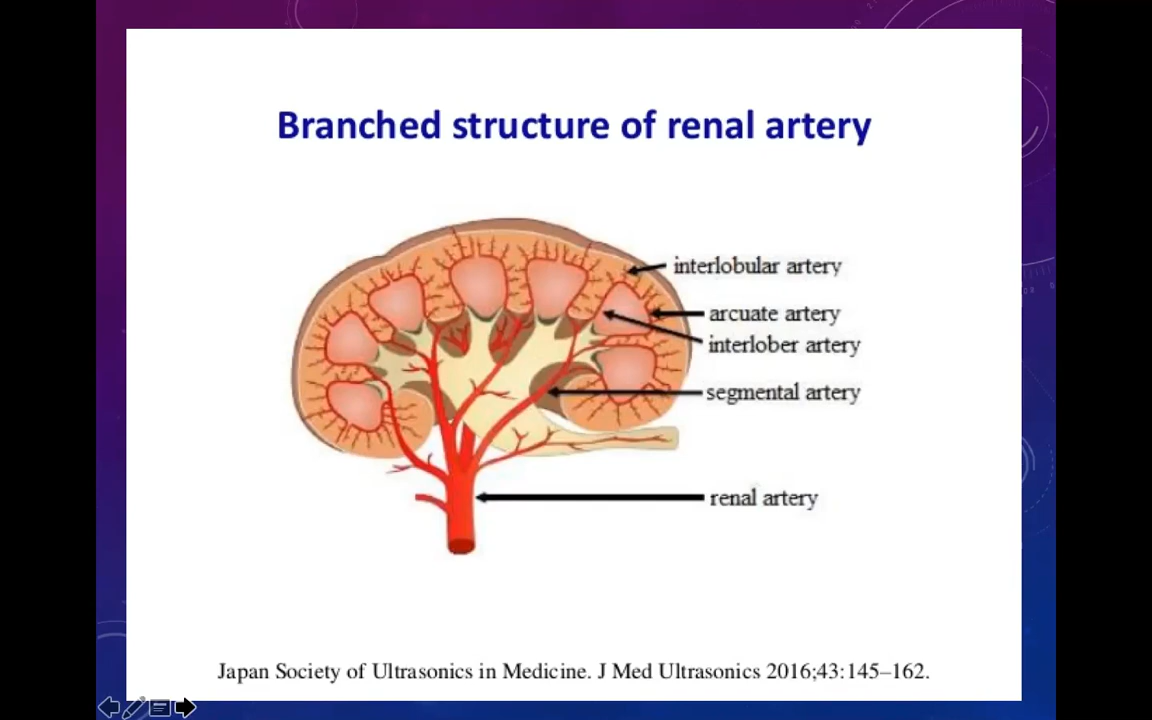 Branched structure of renal artery
interlobular artery
arcuate artery
interlober artery
segmental artery
renal artery
Japan Society of Ultrasonics in Medicine. J Med Ultrasonics 2016;43:145–162.